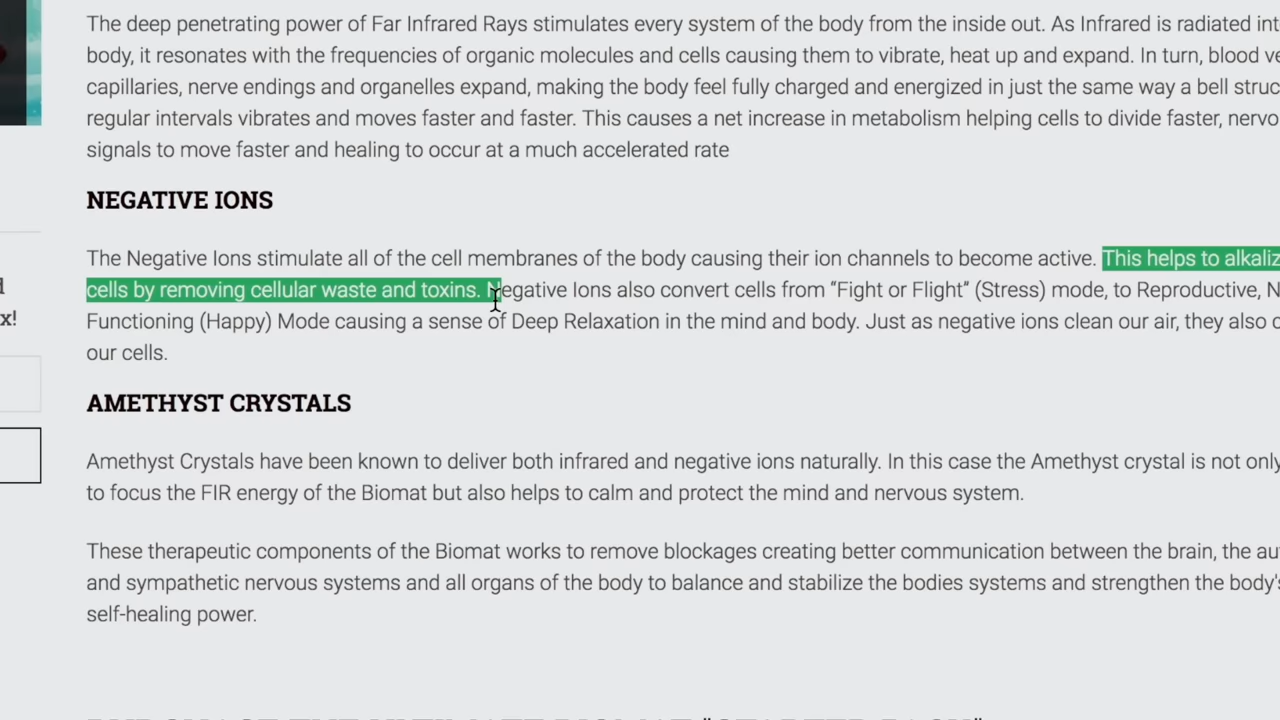 The deep penetrating power of Far Infrared Rays stimulates every system of the body from the inside out. As Infrared is radiated
body, it resonates with the frequencies of organic molecules and cells causing them to vibrate, heat up and expand. In turn, blood
capillaries, nerve endings and organelles expand, making the body feel fully charged and energized in just the same way a bell
regular intervals vibrates and moves faster and faster. This causes a net increase in metabolism helping cells to divide faster,
signals to move faster and healing to occur at a much accelerated rate
NEGATIVE IONS
The Negative Ions stimulate all of the cell membranes of the body causing their ion channels to become active. This helps to
cells by removing cellular waste and toxins. Negative Ions also convert cells from “Fight or Flight” (Stress) mode, to Reproductive,
Functioning (Happy) Mode causing a sense of Deep Relaxation in the mind and body. Just as negative ions clean our air, they also
our cells.
AMETHYST CRYSTALS
Amethyst Crystals have been known to deliver both infrared and negative ions naturally. In this case the Amethyst crystal is not only
to focus the FIR energy of the Biomat but also helps to calm and protect the mind and nervous system.
These therapeutic components of the Biomat works to remove blockages creating better communication between the brain, the
and sympathetic nervous systems and all organs of the body to balance and stabilize the bodies systems and strengthen the body's
self-healing power.